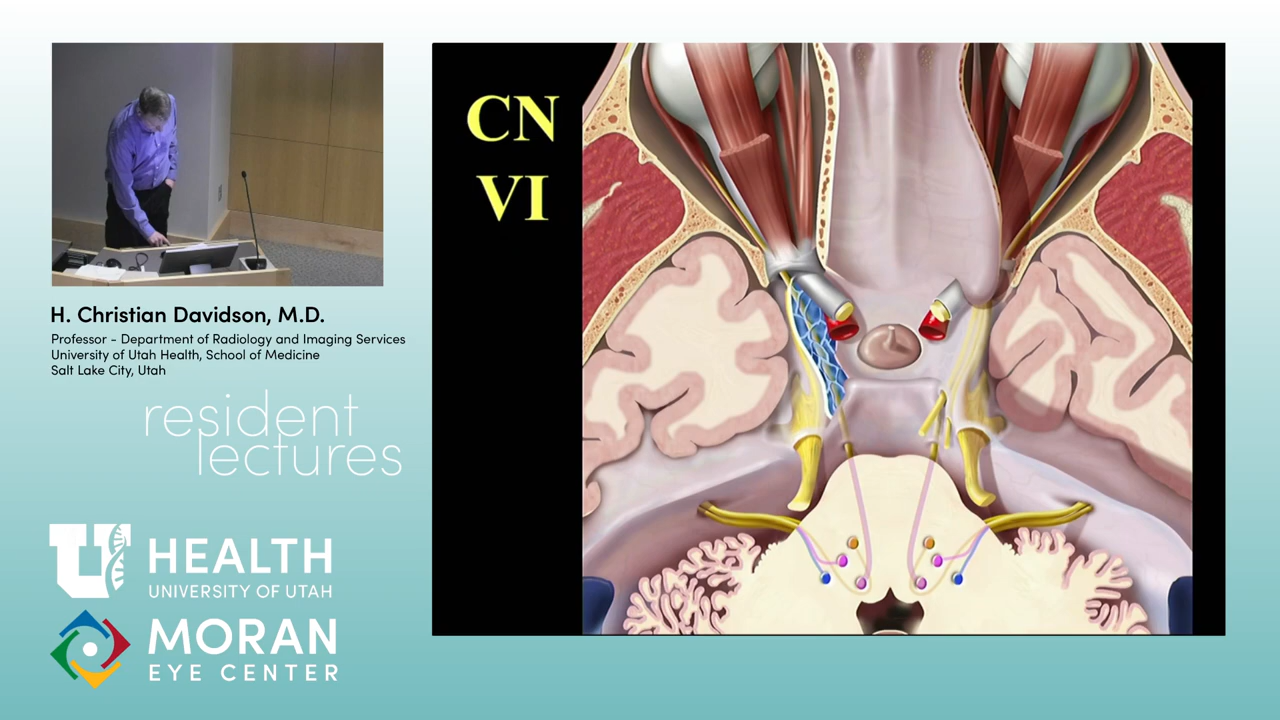 CN
VI
H. Christian Davidson, M.D.
Professor - Department of Radiology and Imaging Services
University of Utah Health, School of Medicine
Salt Lake City, Utah
resident
lectures
U HEALTH
UNIVERSITY OF UTAH
MORAN
EYE CENTER